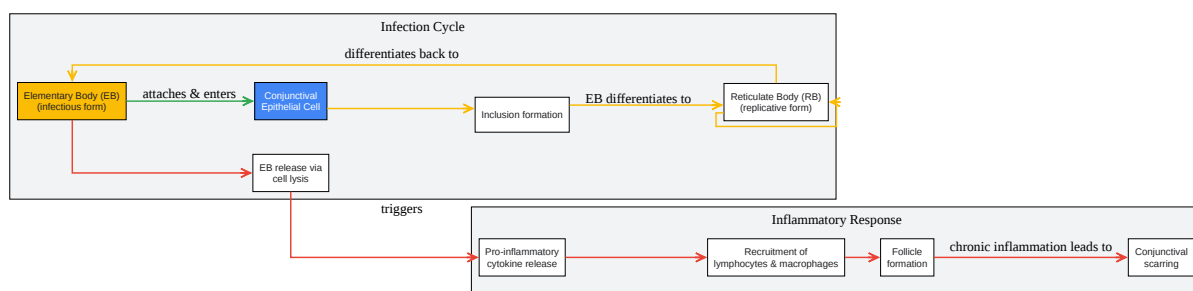 Infection Cycle
differentiates back to
Elementary Body (EB)
(infectious form)
attaches & enters
Conjunctival
Epithelial Cell
Inclusion formation
EB differentiates to
Reticulate Body (RB)
(replicative form)
EB release via
cell lysis
triggers
Inflammatory Response
Pro-inflammatory
cytokine release
Recruitment of
lymphocytes & macrophages
Follicle
formation
chronic inflammation leads to
Conjunctival
scarring